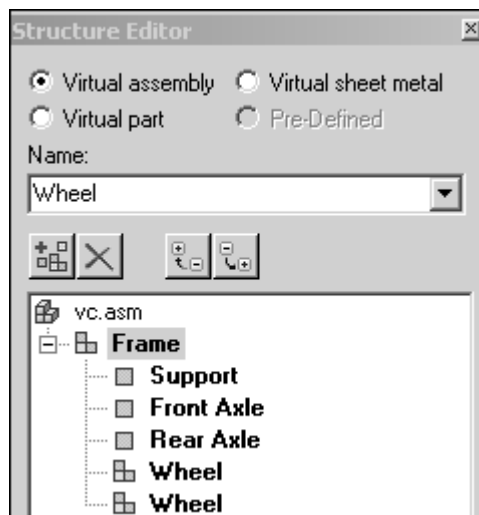 Structure Editor
Virtual assembly Virtual sheet metal
Virtual part Pre-Defined
Name:
Wheel
vc.asm
Frame
Support
Front Axle
Rear Axle
Wheel
Wheel